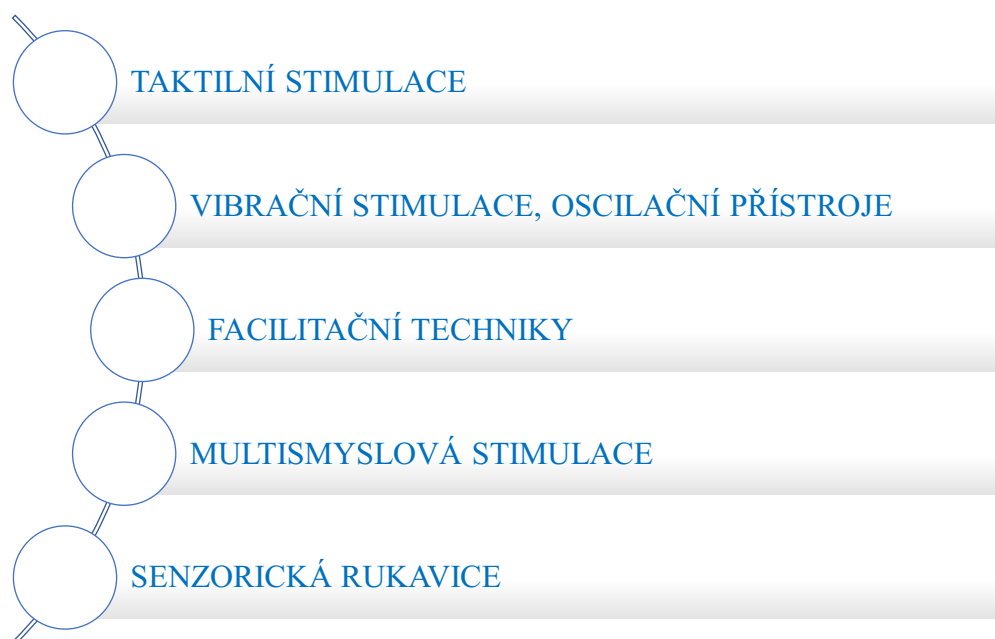 TAKTILNÍ STIMULACE
VIBRAČNÍ STIMULACE, OSCILAČNÍ PŘÍSTROJE
FACILITAČNÍ TECHNIKY
MULTISMYSLOVÁ STIMULACE
SENZORICKÁ RUKAVICE